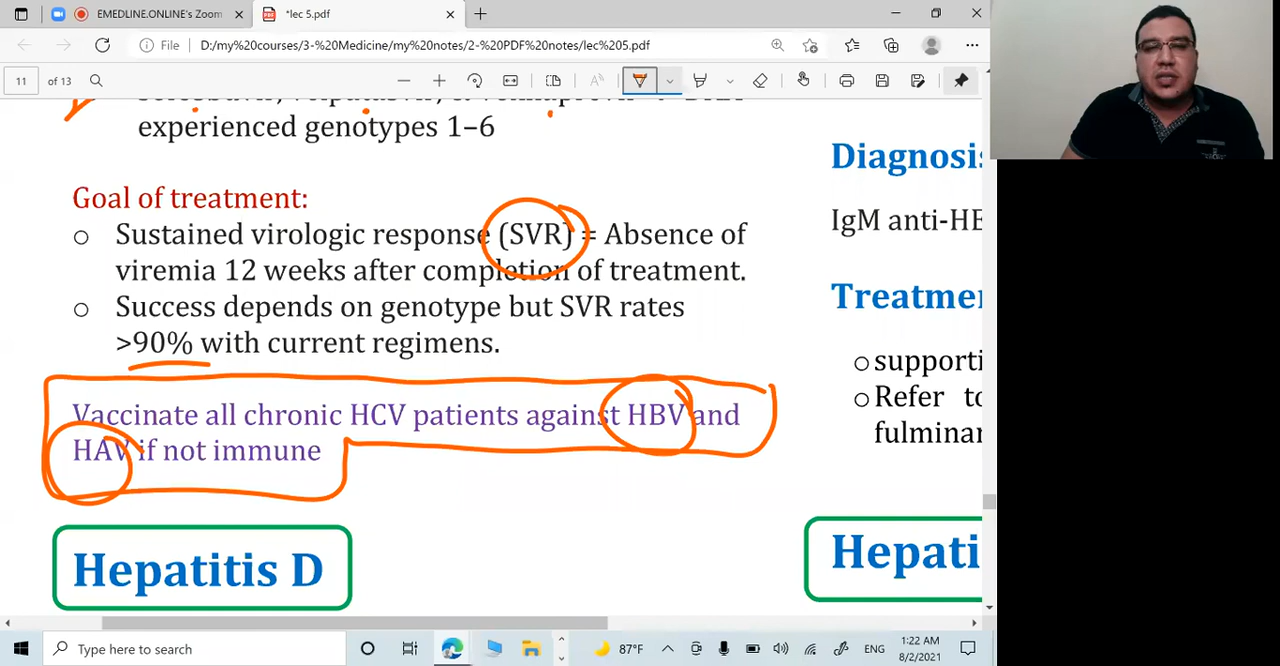 EMEDLINE.ONLINE's Zoom
*lec 5.pdf
File
D:/my%20courses/3-%20Medicine/my%20notes/2-%20PDF%20notes/lec%205.pdf
11 of 13
experienced genotypes 1–6
Goal of treatment:
○ Sustained virologic response (SVR) = Absence of
viremia 12 weeks after completion of treatment.
○ Success depends on genotype but SVR rates
>90% with current regimens.
Vaccinate all chronic HCV patients against HBV and
HAV if not immune
Hepatitis D
Diagnosis
IgM anti-HE
Treatmen
○ supporti
○ Refer to
fulminan
Hepati
Type here to search
87°F
ENG
1:22 AM
8/2/2021